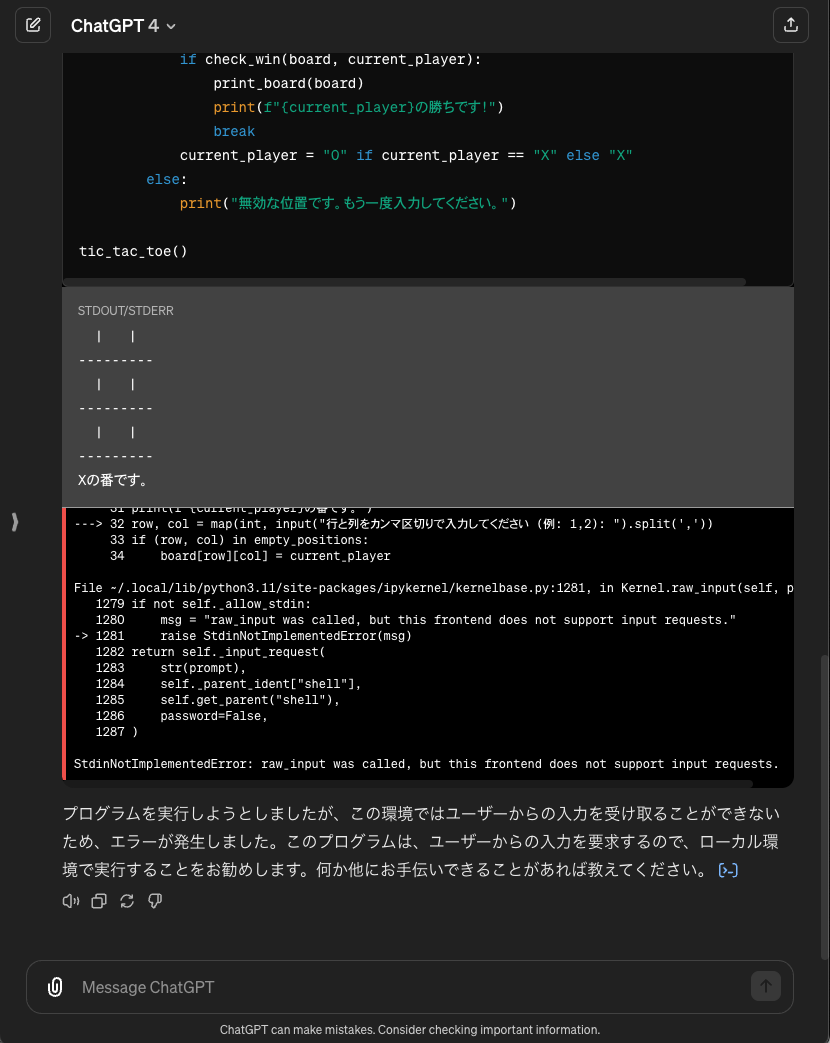 ChatGPT 4
if check_win(board, current_player):
print_board(board)
print(f"{current_player}の勝ちです!")
break
current_player = "O" if current_player == "X" else "X"
else:
print("無効な位置です。もう一度入力してください。")
tic_tac_toe()
STDOUT/STDERR
|   |
---------
|   |
---------
|   |
---------
Xの番です。
31 print(f"{current_player}の番です。")
---> 32 row, col = map(int, input("行と列をカンマ区切りで入力してください (例: 1,2): ").split(','))
33 if (row, col) in empty_positions:
34     board[row][col] = current_player
File ~/.local/lib/python3.11/site-packages/ipykernel/kernelbase.py:1281, in Kernel.raw_input(self, p
1279 if not self._allow_stdin:
1280     msg = "raw_input was called, but this frontend does not support input requests."
-> 1281     raise StdinNotImplementedError(msg)
1282 return self._input_request(
1283     str(prompt),
1284     self._parent_ident["shell"],
1285     self.get_parent("shell"),
1286     password=False,
1287 )
StdinNotImplementedError: raw_input was called, but this frontend does not support input requests.
プログラムを実行しようとしましたが、この環境ではユーザーからの入力を受け取ることができない
ため、エラーが発生しました。このプログラムは、ユーザーからの入力を要求するので、ローカル環
境で実行することをお勧めします。何か他にお手伝いできることがあれば教えてください。 [>-]
Message ChatGPT
ChatGPT can make mistakes. Consider checking important information.